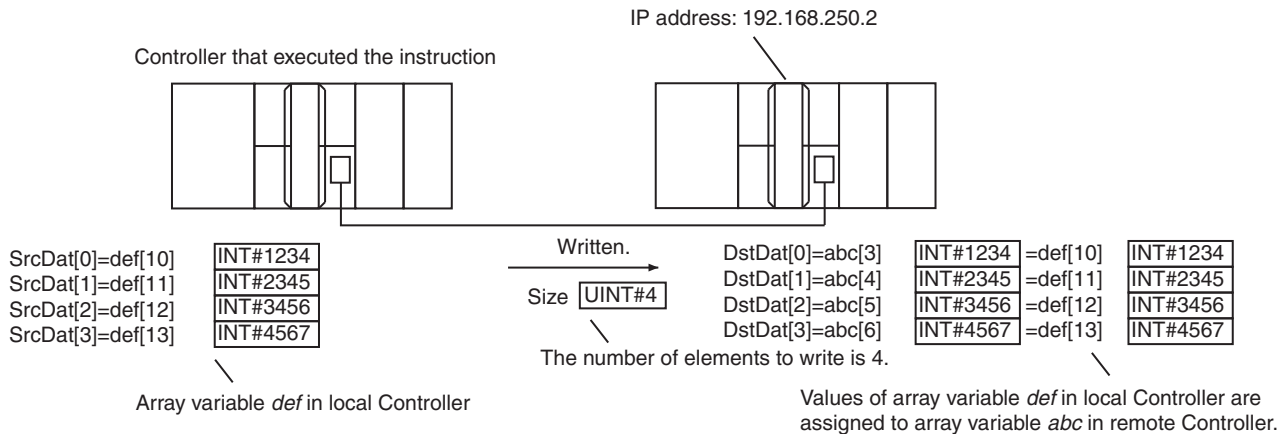 IP address: 192.168.250.2
Controller that executed the instruction
SrcDat[0]=def[10] INT#1234
SrcDat[1]=def[11] INT#2345
SrcDat[2]=def[12] INT#3456
SrcDat[3]=def[13] INT#4567
Array variable def in local Controller
Written.
Size UINT#4
The number of elements to write is 4.
DstDat[0]=abc[3] INT#1234 =def[10] INT#1234
DstDat[1]=abc[4] INT#2345 =def[11] INT#2345
DstDat[2]=abc[5] INT#3456 =def[12] INT#3456
DstDat[3]=abc[6] INT#4567 =def[13] INT#4567
Values of array variable def in local Controller are
assigned to array variable abc in remote Controller.